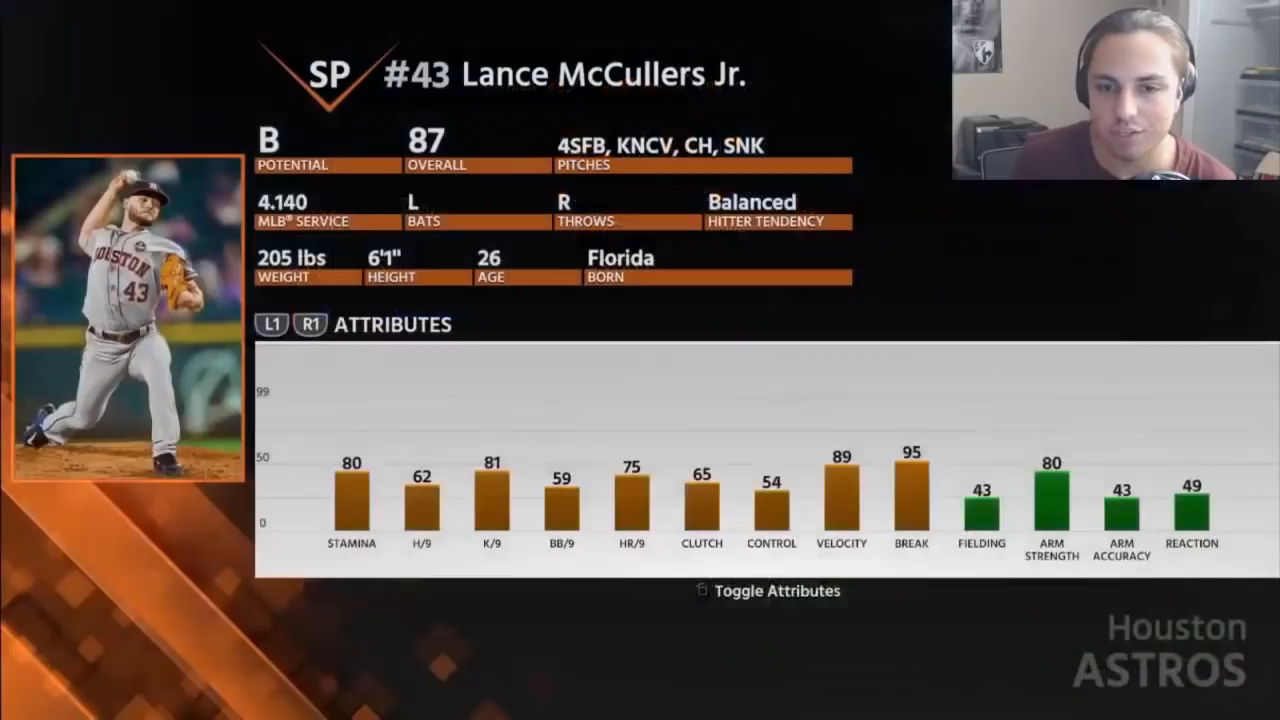 SP #43 Lance McCullers Jr.
B 87 4SFB, KNCV, CH, SNK
POTENTIAL OVERALL PITCHES
4.140 L R Balanced
MLB® SERVICE BATS THROWS HITTER TENDENCY
205 lbs 6'1" 26 Florida
WEIGHT HEIGHT AGE BORN
HOUSTON
43
L1 R1 ATTRIBUTES
99
50
0
80 62 81 59 75 65 54 89 95 43 80 43 49
STAMINA H/9 K/9 BB/9 HR/9 CLUTCH CONTROL VELOCITY BREAK FIELDING ARM STRENGTH ARM ACCURACY REACTION
Toggle Attributes
Houston
ASTROS